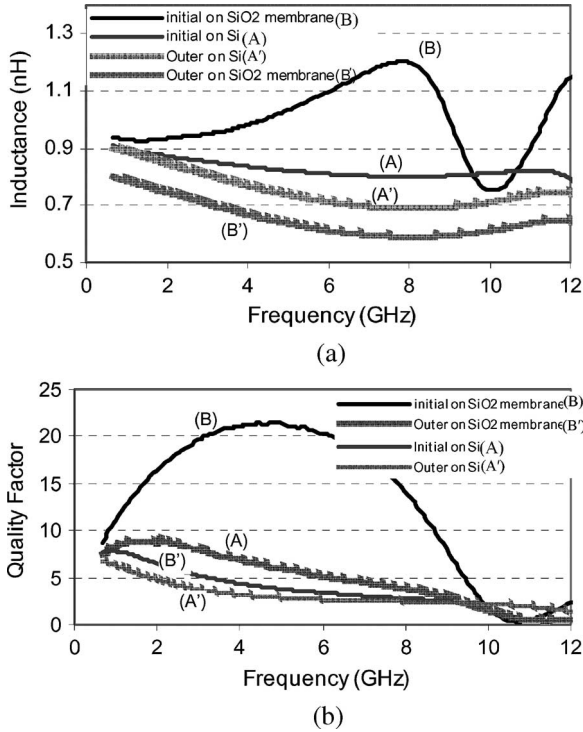 initial on SiO2 membrane(B)
initial on Si(A)
Outer on Si(A')
Outer on SiO2 membrane(B')
1.3
1.1
0.9
0.7
0.5
Inductance (nH)
(B)
(A)
(A')
(B')
0 2 4 6 8 10 12
Frequency (GHz)
(a)
25
20
15
10
5
0
Quality Factor
initial on SiO2 membrane(B)
Outer on SiO2 membrane(B')
Initial on Si(A)
Outer on Si(A')
(B)
(A)
(B')
(A')
0 2 4 6 8 10 12
Frequency (GHz)
(b)